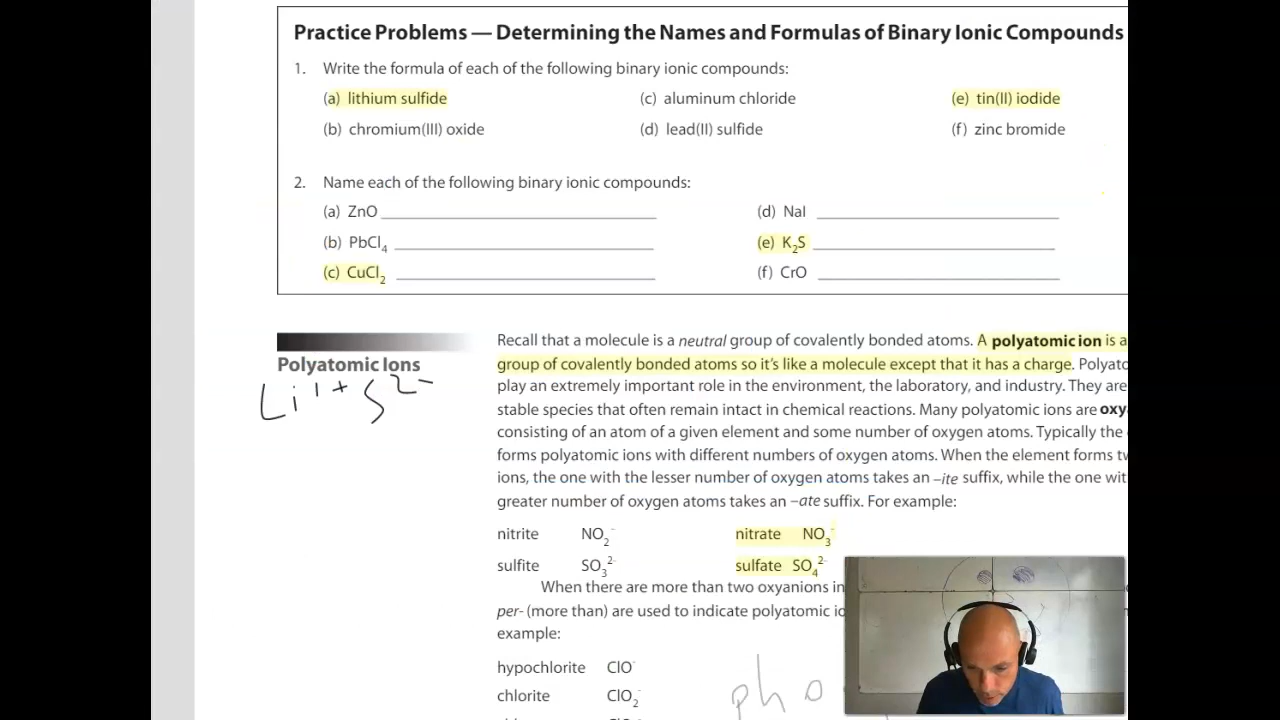 Practice Problems — Determining the Names and Formulas of Binary Ionic Compounds
1. Write the formula of each of the following binary ionic compounds:
(a) lithium sulfide (c) aluminum chloride (e) tin(II) iodide
(b) chromium(III) oxide (d) lead(II) sulfide (f) zinc bromide
2. Name each of the following binary ionic compounds:
(a) ZnO (d) NaI
(b) PbCl₄ (e) K₂S
(c) CuCl₂ (f) CrO
Polyatomic Ions
Li¹⁺ S²⁻
Recall that a molecule is a neutral group of covalently bonded atoms. A polyatomic ion is a
group of covalently bonded atoms so it's like a molecule except that it has a charge. Polyato
play an extremely important role in the environment, the laboratory, and industry. They are
stable species that often remain intact in chemical reactions. Many polyatomic ions are oxy
consisting of an atom of a given element and some number of oxygen atoms. Typically the
forms polyatomic ions with different numbers of oxygen atoms. When the element forms tw
ions, the one with the lesser number of oxygen atoms takes an –ite suffix, while the one wit
greater number of oxygen atoms takes an –ate suffix. For example:
nitrite NO₂⁻ nitrate NO₃⁻
sulfite SO₃²⁻ sulfate SO₄²⁻
When there are more than two oxyanions in
per- (more than) are used to indicate polyatomic io
example:
hypochlorite ClO⁻
chlorite ClO₂⁻
pho